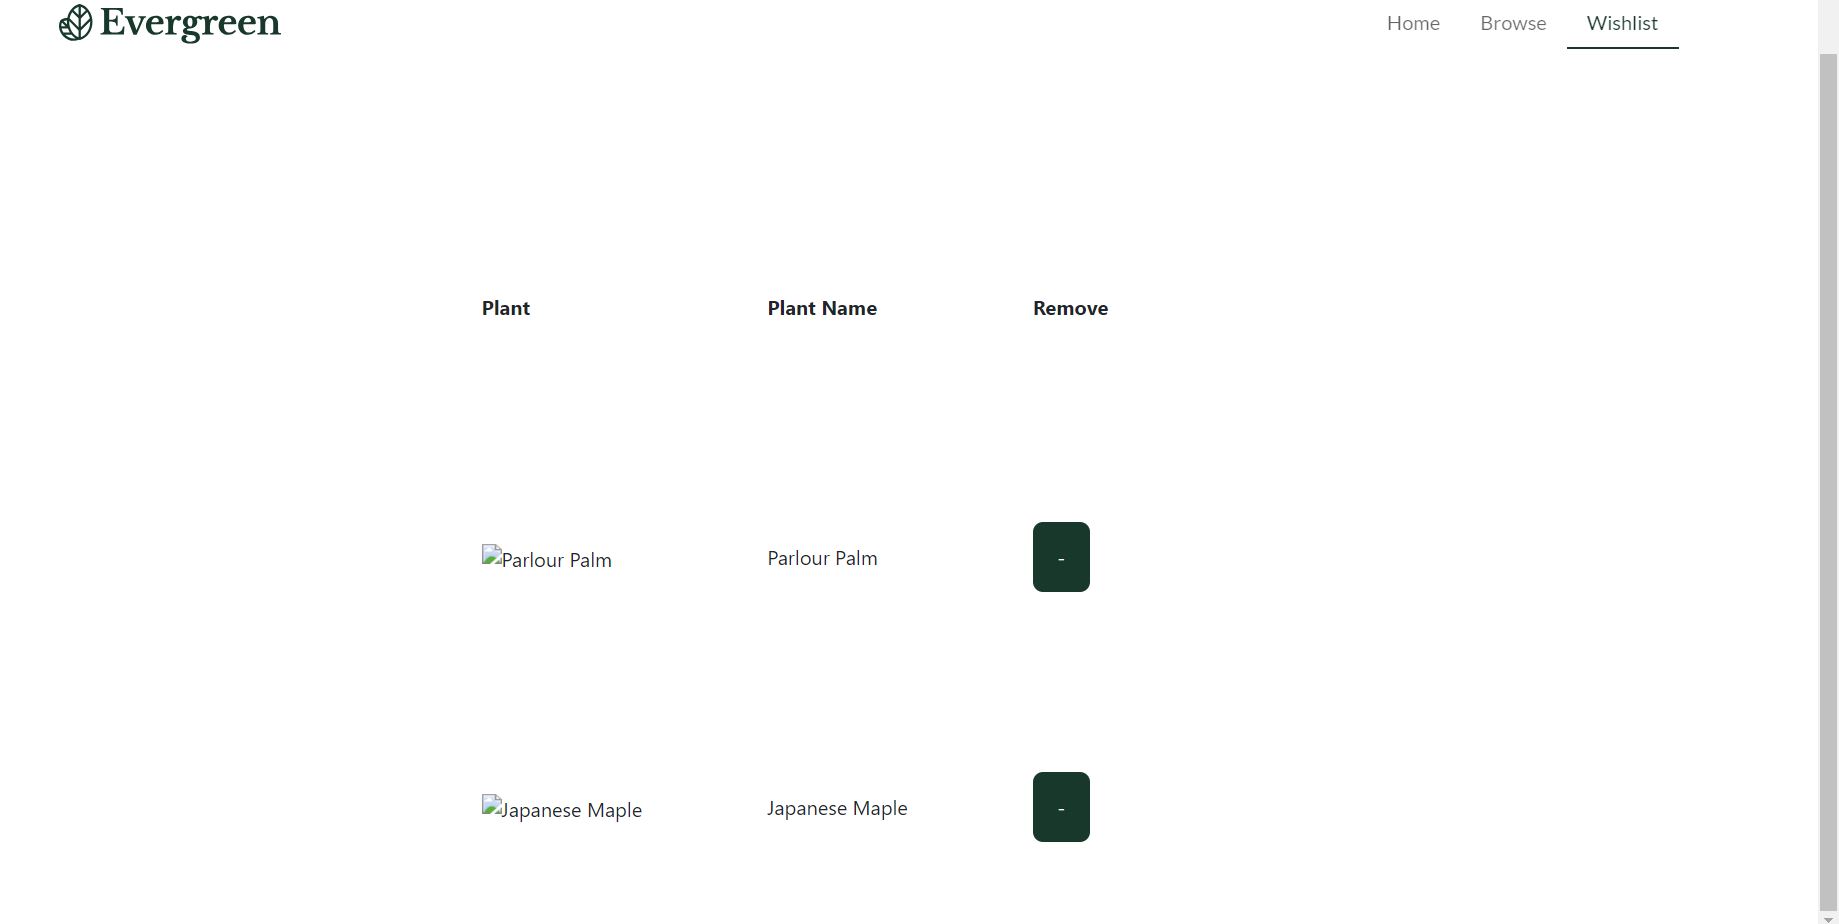 Evergreen
Home Browse Wishlist
Plant Plant Name Remove
Parlour Palm Parlour Palm -
Japanese Maple Japanese Maple -